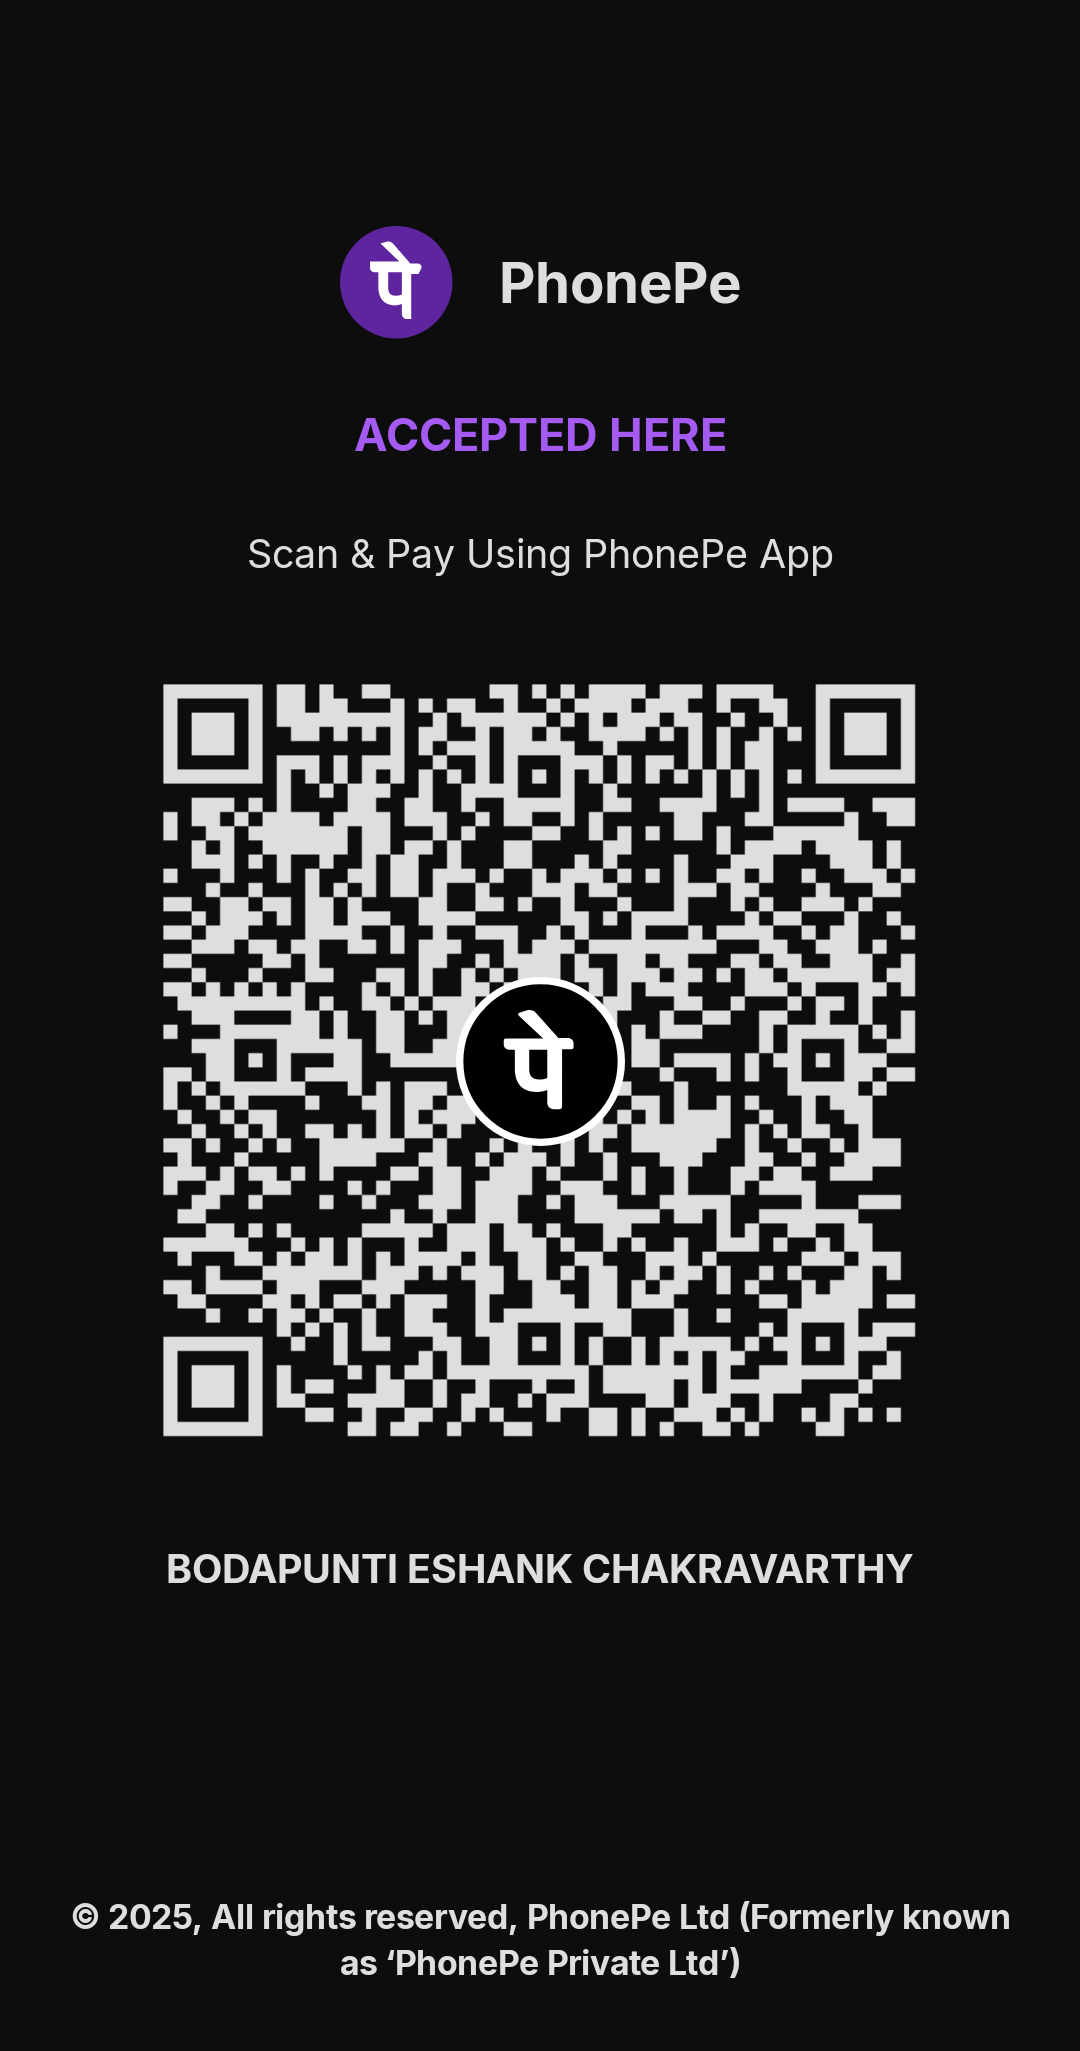 पे PhonePe
ACCEPTED HERE
Scan & Pay Using PhonePe App
पे
BODAPUNTI ESHANK CHAKRAVARTHY
© 2025, All rights reserved, PhonePe Ltd (Formerly known
as ‘PhonePe Private Ltd’)